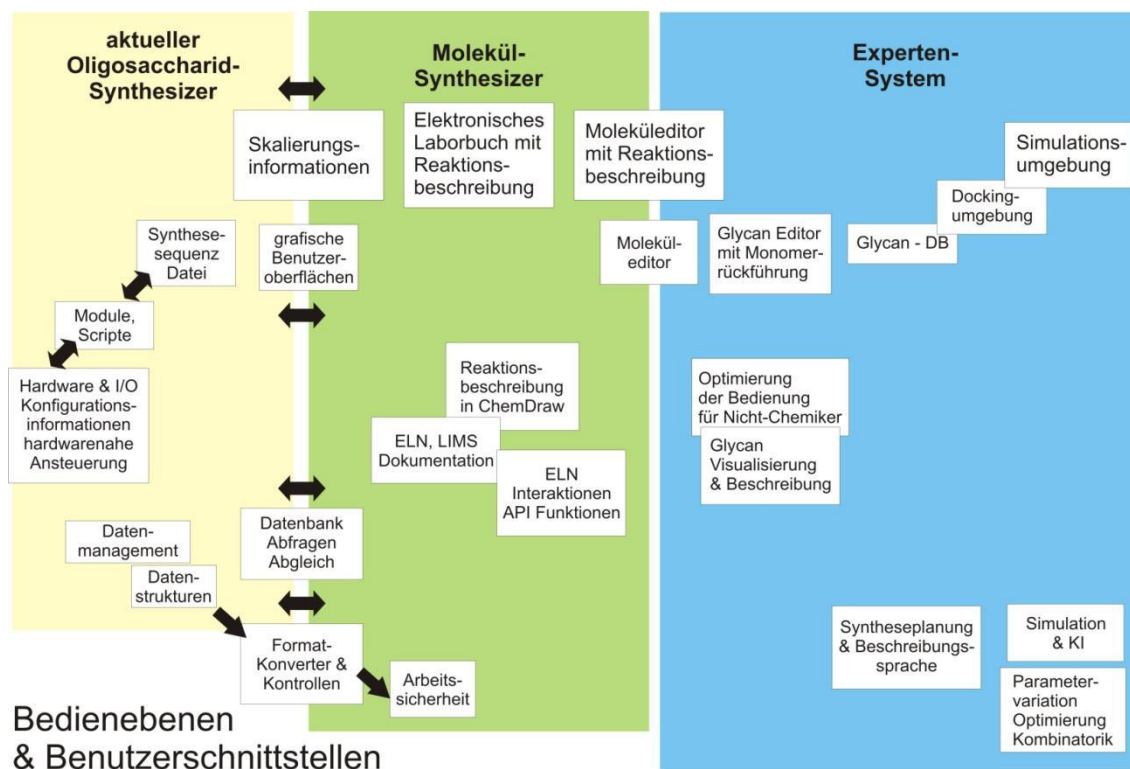 aktueller
Oligosaccharid-
Synthesizer
Molekül-
Synthesizer
Experten-
System
Skalierungs-
informationen
Elektronisches
Laborbuch mit
Reaktions-
beschreibung
Moleküleditor
mit Reaktions-
beschreibung
Simulations-
umgebung
Docking-
umgebung
Synthese-
sequenz
Datei
grafische
Benutzer-
oberflächen
Molekül-
editor
Glycan Editor
mit Monomer-
rückführung
Glycan - DB
Module,
Scripte
Hardware & I/O
Konfigurations-
informationen
hardwarenahe
Ansteuerung
Reaktions-
beschreibung
in ChemDraw
ELN, LIMS
Dokumentation
ELN
Interaktionen
API Funktionen
Optimierung
der Bedienung
für Nicht-Chemiker
Glycan
Visualisierung
& Beschreibung
Daten-
management
Daten-
strukturen
Datenbank
Abfragen
Abgleich
Format-
Konverter &
Kontrollen
Arbeits-
sicherheit
Syntheseplanung
& Beschreibungs-
sprache
Simulation
& KI
Parameter-
variation
Optimierung
Kombinatorik
Bedienebenen
& Benutzerschnittstellen